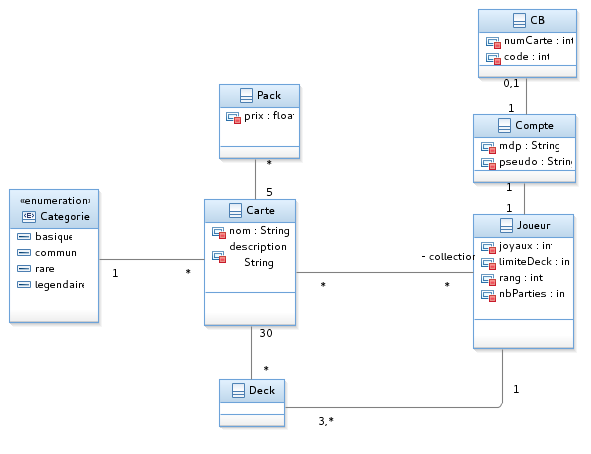 CB
numCarte : int
code : int
0,1
1
Compte
mdp : String
pseudo : String
1
1
Joueur
joyaux : int
limiteDeck : in
rang : int
nbParties : in
Pack
prix : float
*
5
Carte
nom : String
description
String
«enumeration»
Categorie
basique
commun
rare
legendaire
1
*
*
- collection
*
30
*
Deck
3,*
1